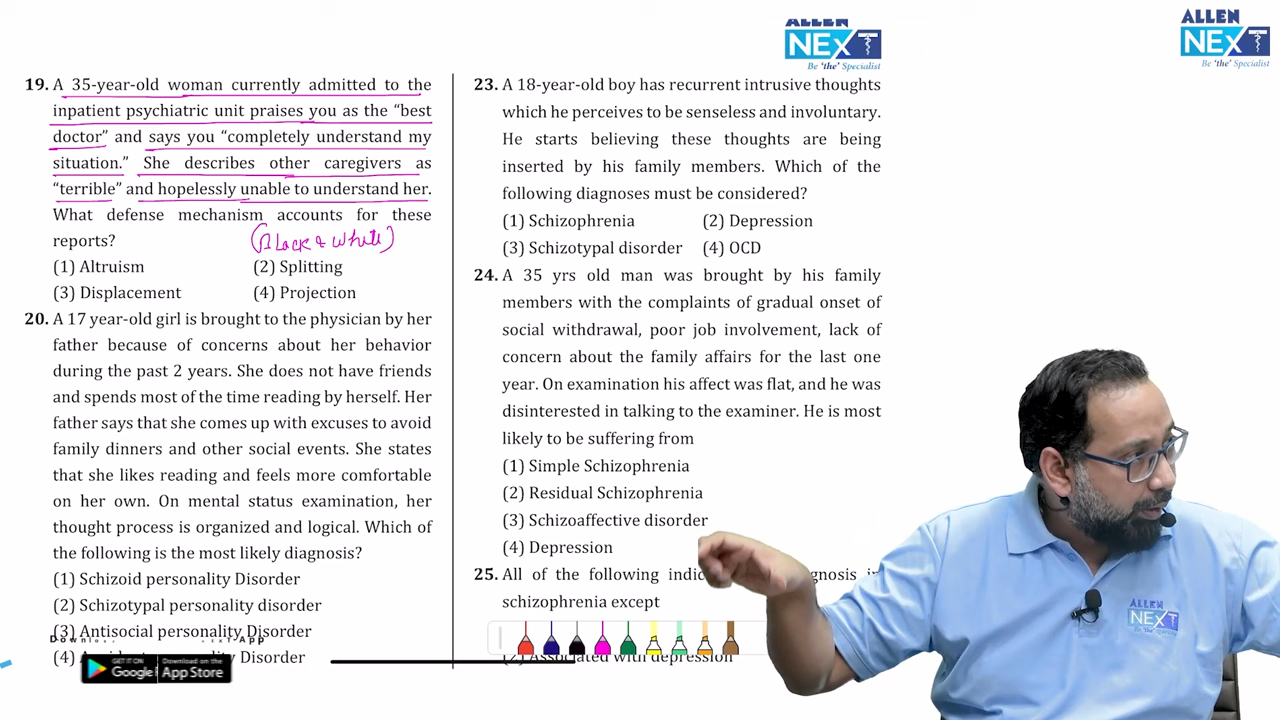 ALLEN
NEXT
Be 'the' Specialist
ALLEN
NEXT
Be 'the' Specialist
19. A 35-year-old woman currently admitted to the
inpatient psychiatric unit praises you as the “best
doctor” and says you “completely understand my
situation.” She describes other caregivers as
“terrible” and hopelessly unable to understand her.
What defense mechanism accounts for these
reports?
(Black & White)
(1) Altruism (2) Splitting
(3) Displacement (4) Projection
20. A 17 year-old girl is brought to the physician by her
father because of concerns about her behavior
during the past 2 years. She does not have friends
and spends most of the time reading by herself. Her
father says that she comes up with excuses to avoid
family dinners and other social events. She states
that she likes reading and feels more comfortable
on her own. On mental status examination, her
thought process is organized and logical. Which of
the following is the most likely diagnosis?
(1) Schizoid personality Disorder
(2) Schizotypal personality disorder
(3) Antisocial personality Disorder
(4) Disorder
GET IT ON
Google
Download on the
App Store
23. A 18-year-old boy has recurrent intrusive thoughts
which he perceives to be senseless and involuntary.
He starts believing these thoughts are being
inserted by his family members. Which of the
following diagnoses must be considered?
(1) Schizophrenia (2) Depression
(3) Schizotypal disorder (4) OCD
24. A 35 yrs old man was brought by his family
members with the complaints of gradual onset of
social withdrawal, poor job involvement, lack of
concern about the family affairs for the last one
year. On examination his affect was flat, and he was
disinterested in talking to the examiner. He is most
likely to be suffering from
(1) Simple Schizophrenia
(2) Residual Schizophrenia
(3) Schizoaffective disorder
(4) Depression
25. All of the following
schizophrenia except
(2) Associated with depression
ALLEN
NEXT
Be 'the' Specialist